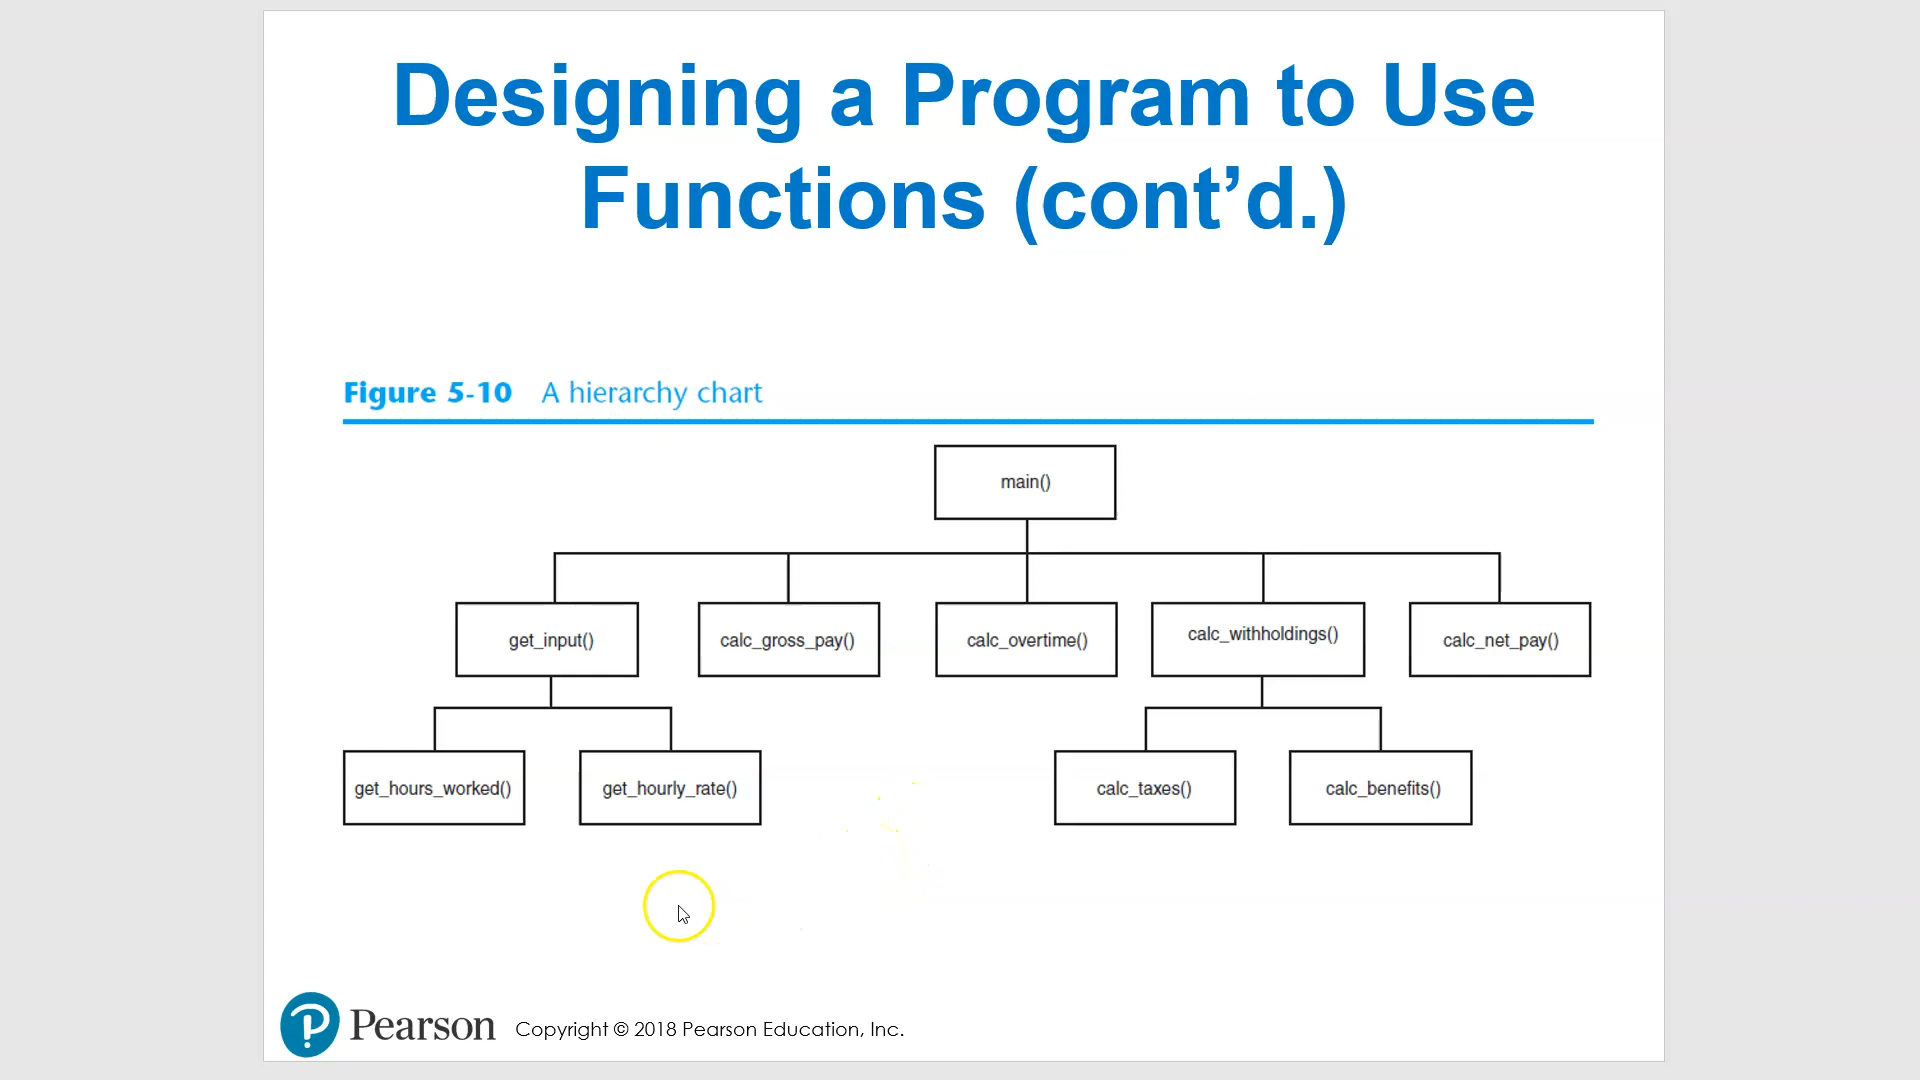 Designing a Program to Use
Functions (cont’d.)
Figure 5-10 A hierarchy chart
main()
get_input()
calc_gross_pay()
calc_overtime()
calc_withholdings()
calc_net_pay()
get_hours_worked()
get_hourly_rate()
calc_taxes()
calc_benefits()
Pearson
Copyright © 2018 Pearson Education, Inc.